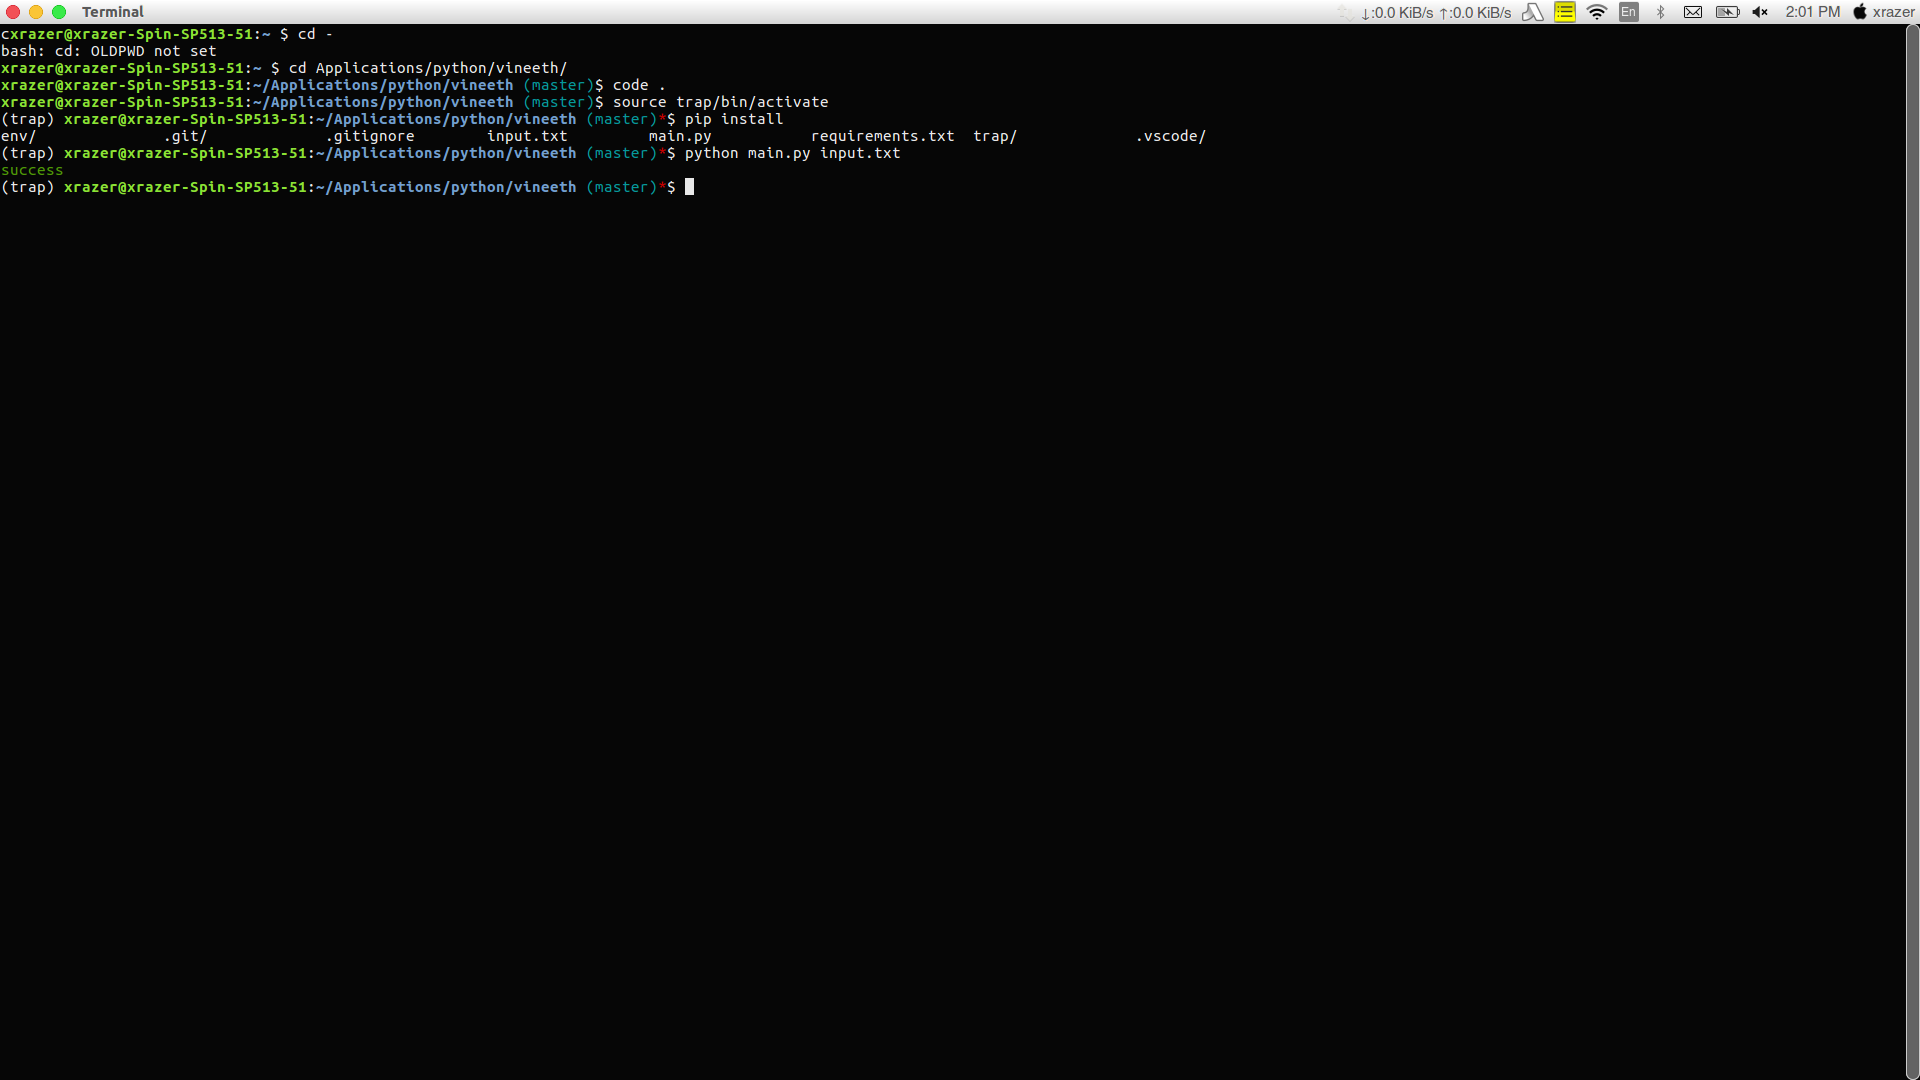 Terminal ↓:0.0 KiB/s ↑:0.0 KiB/s En 2:01 PM xrazer
cxrazer@xrazer-Spin-SP513-51:~ $ cd -
bash: cd: OLDPWD not set
xrazer@xrazer-Spin-SP513-51:~ $ cd Applications/python/vineeth/
xrazer@xrazer-Spin-SP513-51:~/Applications/python/vineeth (master)$ code .
xrazer@xrazer-Spin-SP513-51:~/Applications/python/vineeth (master)$ source trap/bin/activate
(trap) xrazer@xrazer-Spin-SP513-51:~/Applications/python/vineeth (master)*$ pip install
env/ .git/ .gitignore input.txt main.py requirements.txt trap/ .vscode/
(trap) xrazer@xrazer-Spin-SP513-51:~/Applications/python/vineeth (master)*$ python main.py input.txt
success
(trap) xrazer@xrazer-Spin-SP513-51:~/Applications/python/vineeth (master)*$